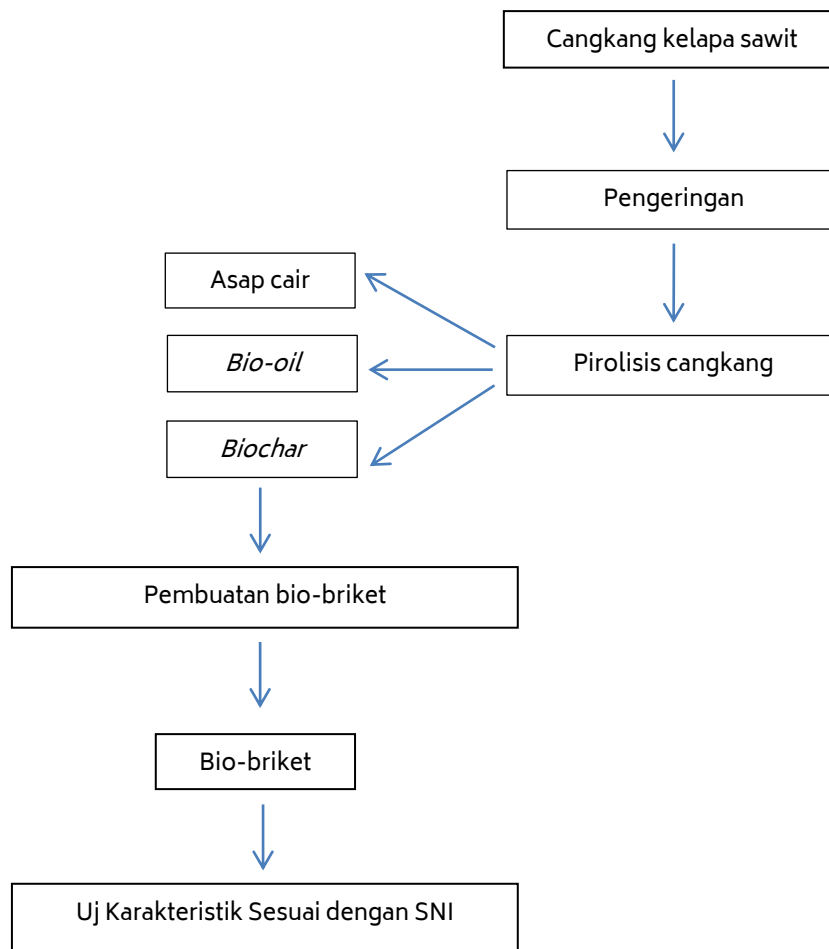 Cangkang kelapa sawit
Pengeringan
Pirolisis cangkang
Asap cair
Bio-oil
Biochar
Pembuatan bio-briket
Bio-briket
Uj Karakteristik Sesuai dengan SNI